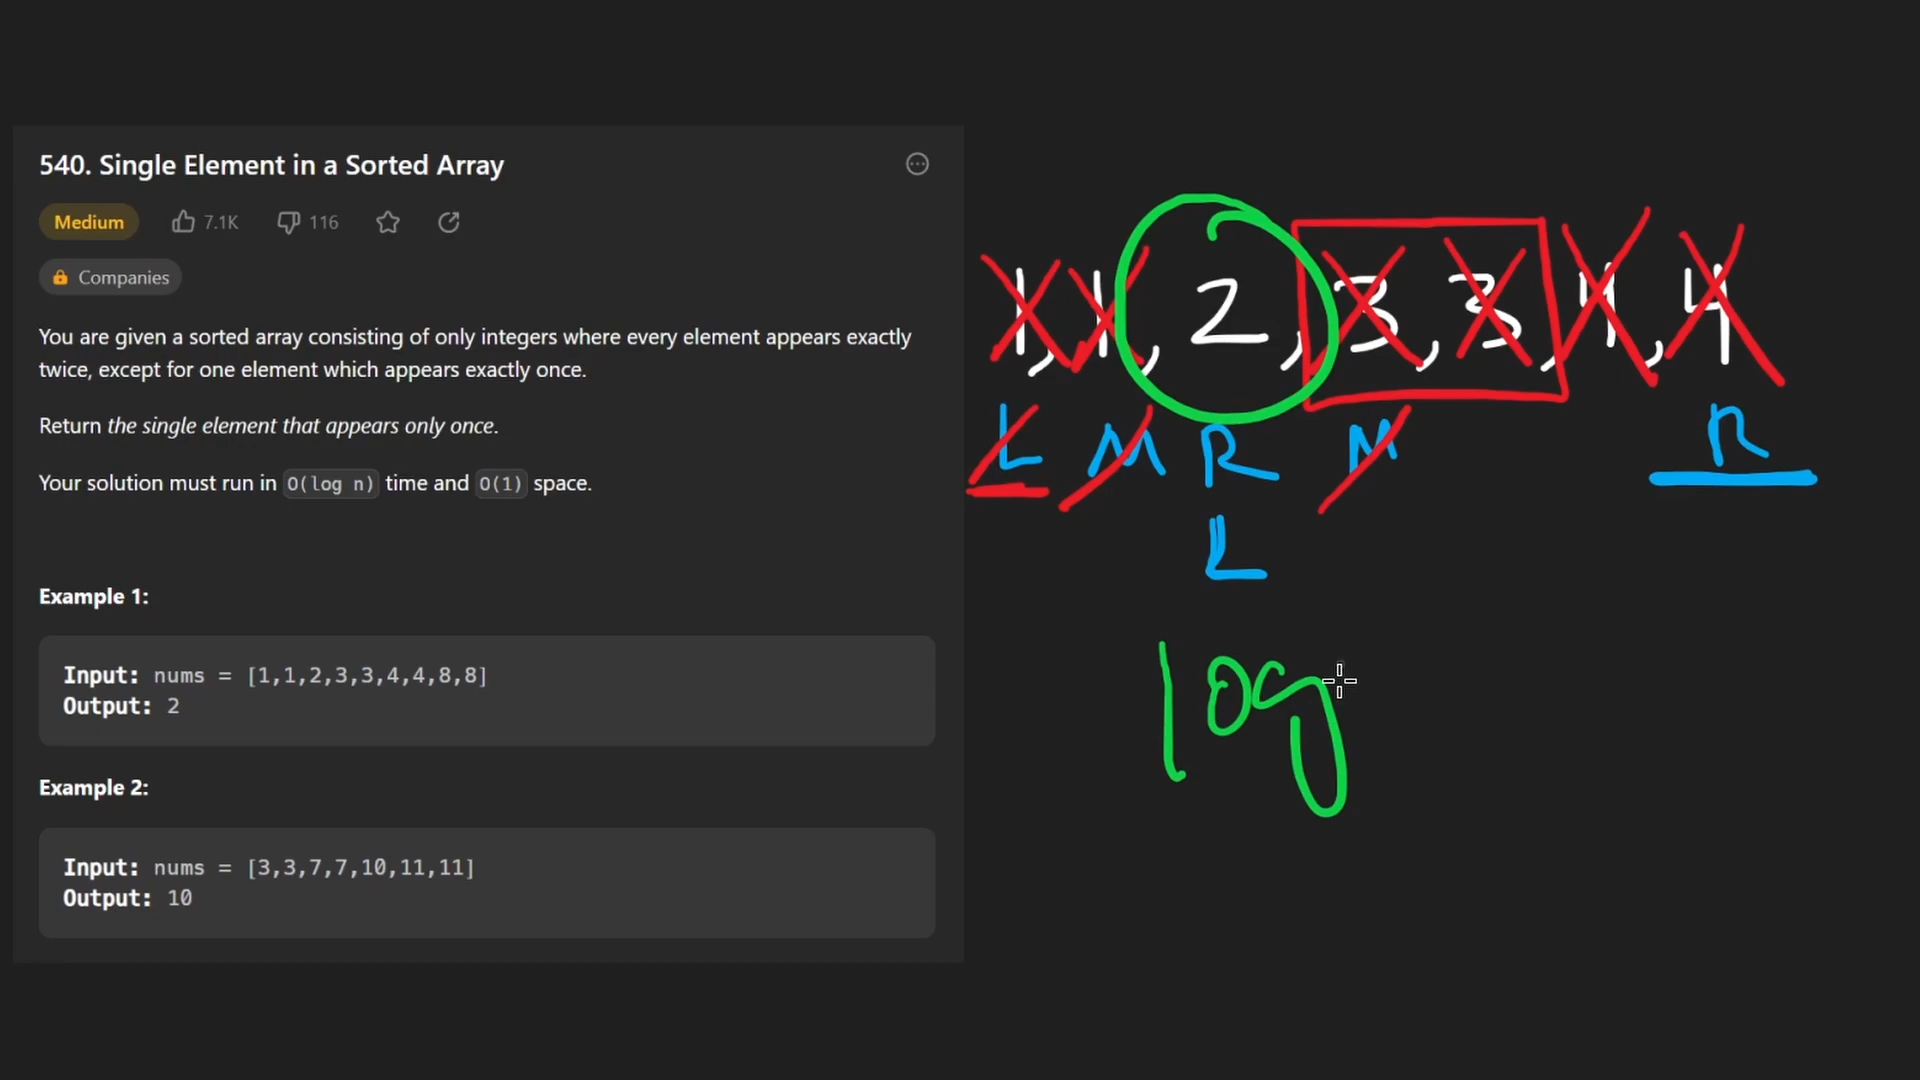 540. Single Element in a Sorted Array
Medium 7.1K 116
Companies
You are given a sorted array consisting of only integers where every element appears exactly
twice, except for one element which appears exactly once.
Return the single element that appears only once.
Your solution must run in O(log n) time and O(1) space.
Example 1:
Input: nums = [1,1,2,3,3,4,4,8,8]
Output: 2
Example 2:
Input: nums = [3,3,7,7,10,11,11]
Output: 10
1, 1, 2, 3, 3, 4, 4
L M R M R
L
log